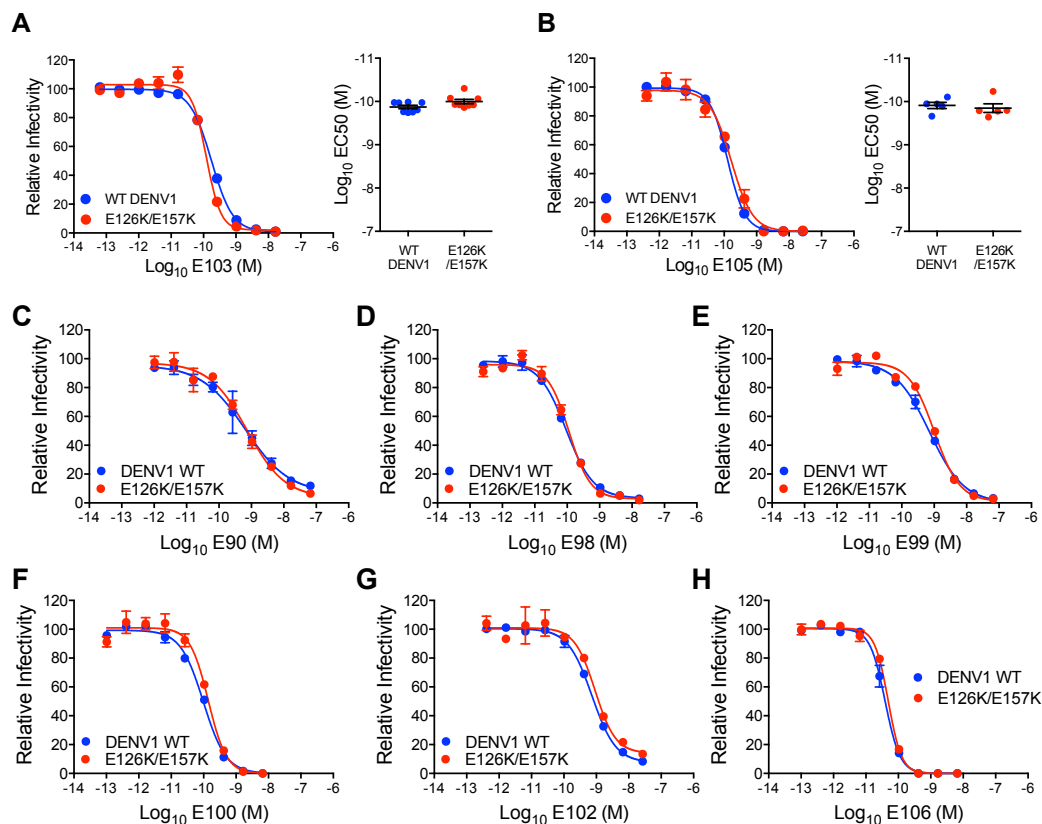 A
Relative Infectivity
120
100
80
60
40
20
0
WT DENV1
E126K/E157K
-14 -13 -12 -11 -10 -9 -8 -7 -6
Log10 E103 (M)
Log10 EC50 (M)
-11
-10
-9
-8
-7
WT
DENV1
E126K
/E157K
B
Relative Infectivity
120
100
80
60
40
20
0
WT DENV1
E126K/E157K
-14 -13 -12 -11 -10 -9 -8 -7 -6
Log10 E105 (M)
Log10 EC50 (M)
-11
-10
-9
-8
-7
WT
DENV1
E126K
/E157K
C
Relative Infectivity
120
100
80
60
40
20
0
DENV1 WT
E126K/E157K
-14 -13 -12 -11 -10 -9 -8 -7 -6
Log10 E90 (M)
D
Relative Infectivity
120
100
80
60
40
20
0
DENV1 WT
E126K/E157K
-14 -13 -12 -11 -10 -9 -8 -7 -6
Log10 E98 (M)
E
Relative Infectivity
120
100
80
60
40
20
0
DENV1 WT
E126K/E157K
-14 -13 -12 -11 -10 -9 -8 -7 -6
Log10 E99 (M)
F
Relative Infectivity
120
100
80
60
40
20
0
DENV1 WT
E126K/E157K
-14 -13 -12 -11 -10 -9 -8 -7 -6
Log10 E100 (M)
G
Relative Infectivity
120
100
80
60
40
20
0
DENV1 WT
E126K/E157K
-14 -13 -12 -11 -10 -9 -8 -7 -6
Log10 E102 (M)
H
Relative Infectivity
120
100
80
60
40
20
0
DENV1 WT
E126K/E157K
-14 -13 -12 -11 -10 -9 -8 -7 -6
Log10 E106 (M)